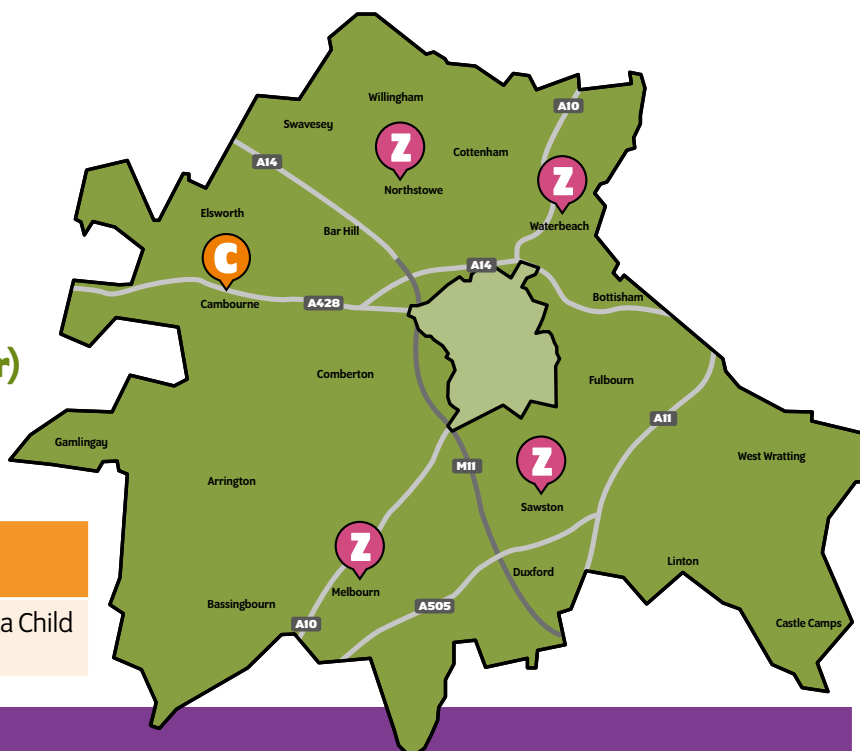 Willingham
A10
Swavesey
Z
Cottenham
A14
Z
Northstowe
Elsworth
Waterbeach
Bar Hill
C
A14
Bottisham
Cambourne
A428
r)
Comberton
Fulbourn
A11
Gamlingay
West Wratting
M11
Z
Arrington
Sawston
Z
Linton
Duxford
Melbourn
Bassingbourn
A505
a Child
A10
Castle Camps